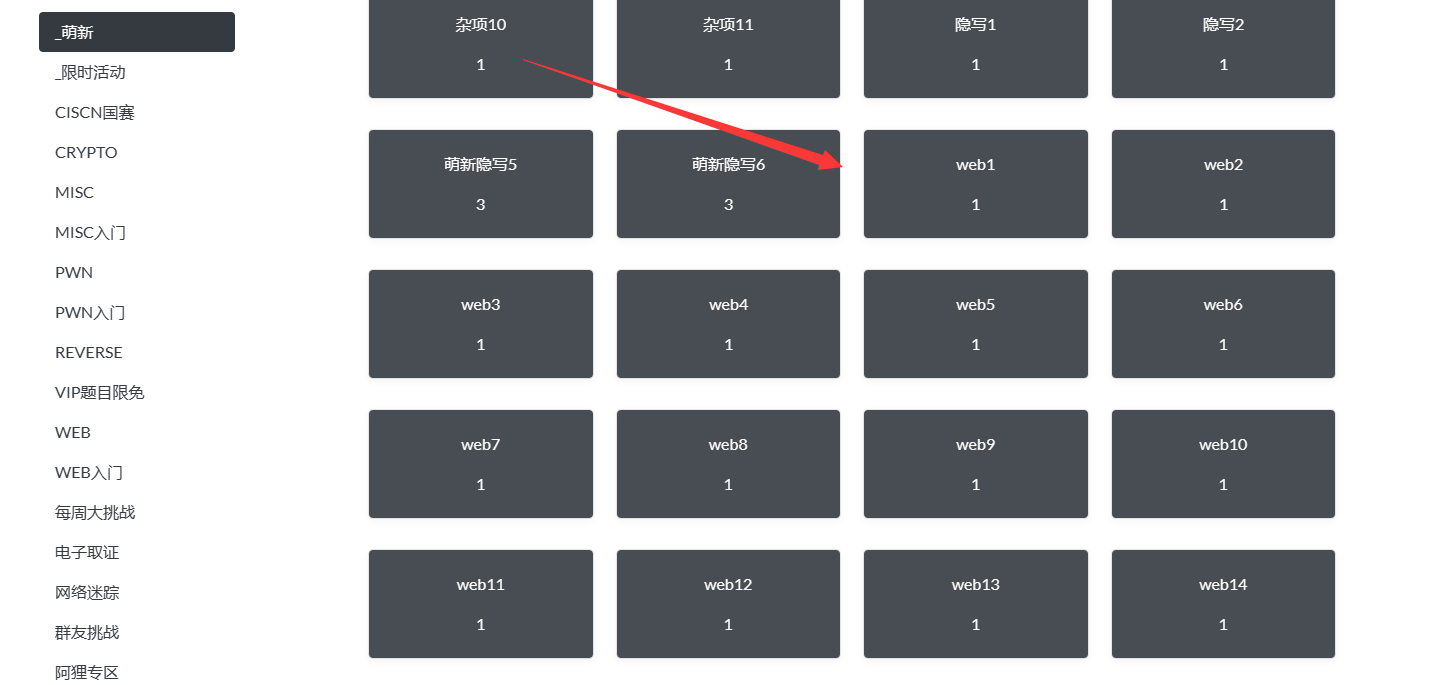 _萌新
_限时活动
CISCN国赛
CRYPTO
MISC
MISC入门
PWN
PWN入门
REVERSE
VIP题目限免
WEB
WEB入门
每周大挑战
电子取证
网络迷踪
群友挑战
阿狸专区
杂项10 杂项11 隐写1 隐写2
1 1 1 1
萌新隐写5 萌新隐写6 web1 web2
3 3 1 1
web3 web4 web5 web6
1 1 1 1
web7 web8 web9 web10
1 1 1 1
web11 web12 web13 web14
1 1 1 1